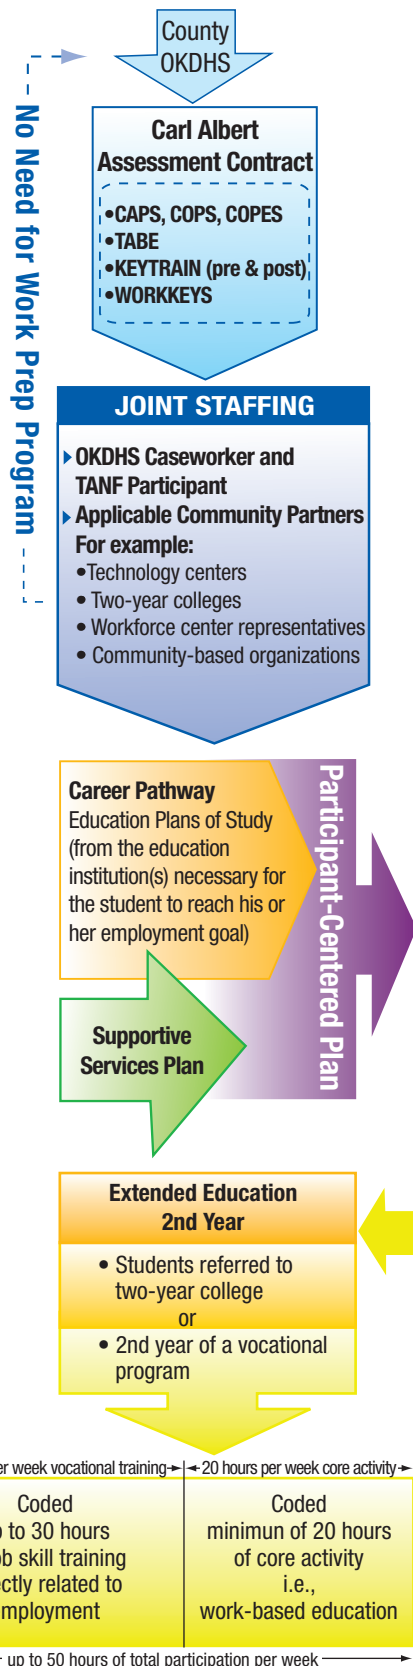 County
OKDHS
No Need for Work Prep Program
Carl Albert
Assessment Contract
•CAPS, COPS, COPES
•TABE
•KEYTRAIN (pre & post)
•WORKKEYS
JOINT STAFFING
OKDHS Caseworker and
TANF Participant
Applicable Community Partners
For example:
•Technology centers
• Two-year colleges
• Workforce center representatives
• Community-based organizations
Career Pathway
Education Plans of Study
(from the education
institution(s) necessary for
the student to reach his or
her employment goal)
Participant-Centered Plan
Supportive
Services Plan
Extended Education
2nd Year
• Students referred to
two-year college
or
• 2nd year of a vocational
program
per week vocational training
20 hours per week core activity
Coded
to 30 hours
skill training
related to
employment
Coded
minimun of 20 hours
of core activity
i.e.,
work-based education
up to 50 hours of total participation per week